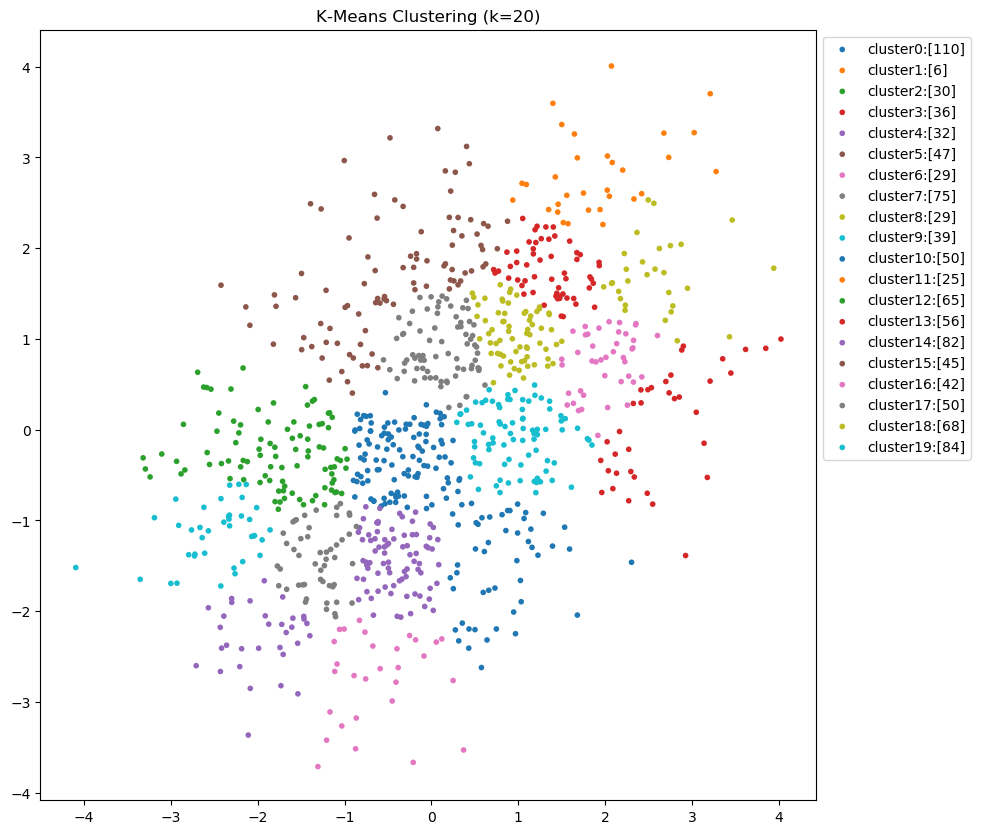 K-Means Clustering (k=20)
cluster0:[110]
cluster1:[6]
cluster2:[30]
cluster3:[36]
cluster4:[32]
cluster5:[47]
cluster6:[29]
cluster7:[75]
cluster8:[29]
cluster9:[39]
cluster10:[50]
cluster11:[25]
cluster12:[65]
cluster13:[56]
cluster14:[82]
cluster15:[45]
cluster16:[42]
cluster17:[50]
cluster18:[68]
cluster19:[84]
4
3
2
1
0
−1
−2
−3
−4
−4 −3 −2 −1 0 1 2 3 4